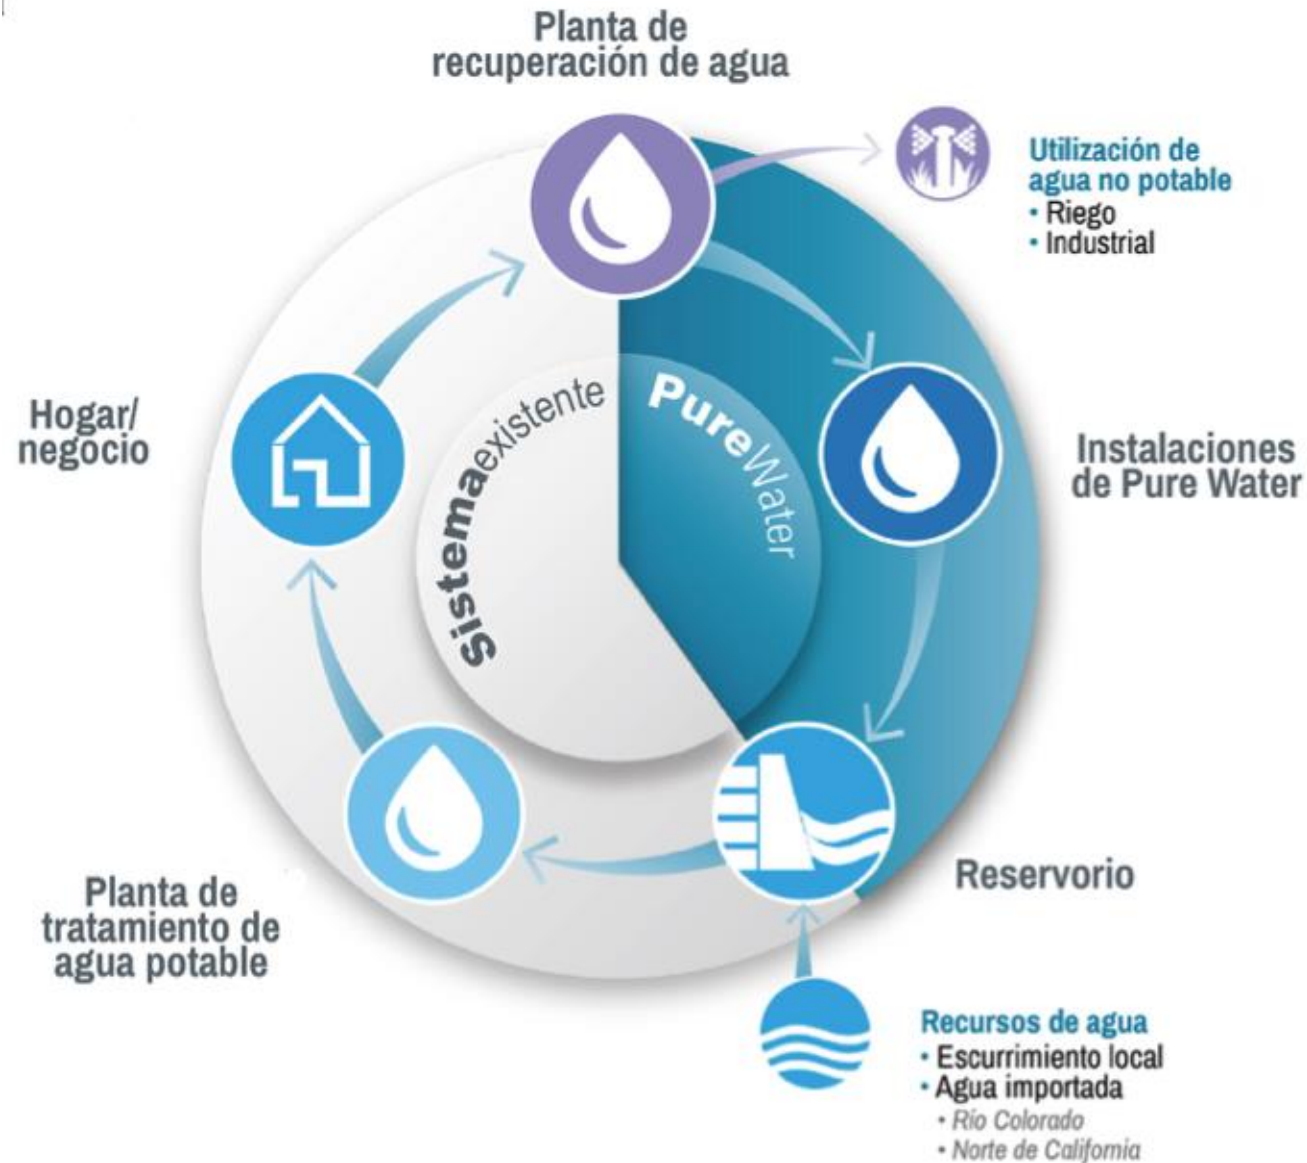 Planta de
recuperación de agua
Utilización de
agua no potable
• Riego
• Industrial
Hogar/
negocio
Sistemaexistente
PureWater
Instalaciones
de Pure Water
Reservorio
Planta de
tratamiento de
agua potable
Recursos de agua
• Escurrimiento local
• Agua importada
• Río Colorado
• Norte de California